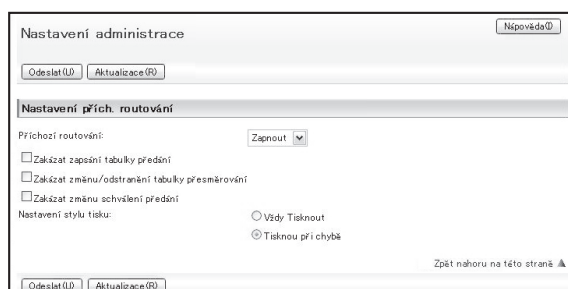 Nastavení administrace
Nápověda(I)
Odeslat(U) Aktualizace(R)
Nastavení přích. routování
Příchozí routování: Zapnout
Zakázat zapsání tabulky předání
Zakázat změnu/odstranění tabulky přesměrování
Zakázat změnu schválení předání
Nastavení stylu tisku: Vždy Tisknout
Tisknou při chybě
Zpět nahoru na této straně
Odeslat(U) Aktualizace(R)